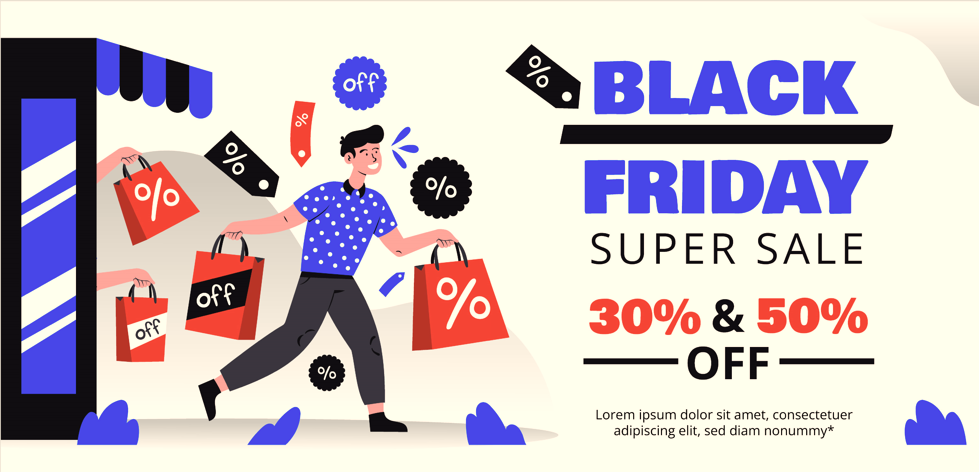 off
%
%
%
%
off
%
off
%
%
BLACK
FRIDAY
SUPER SALE
30% & 50%
OFF
Lorem ipsum dolor sit amet, consectetuer
adipiscing elit, sed diam nonummy*